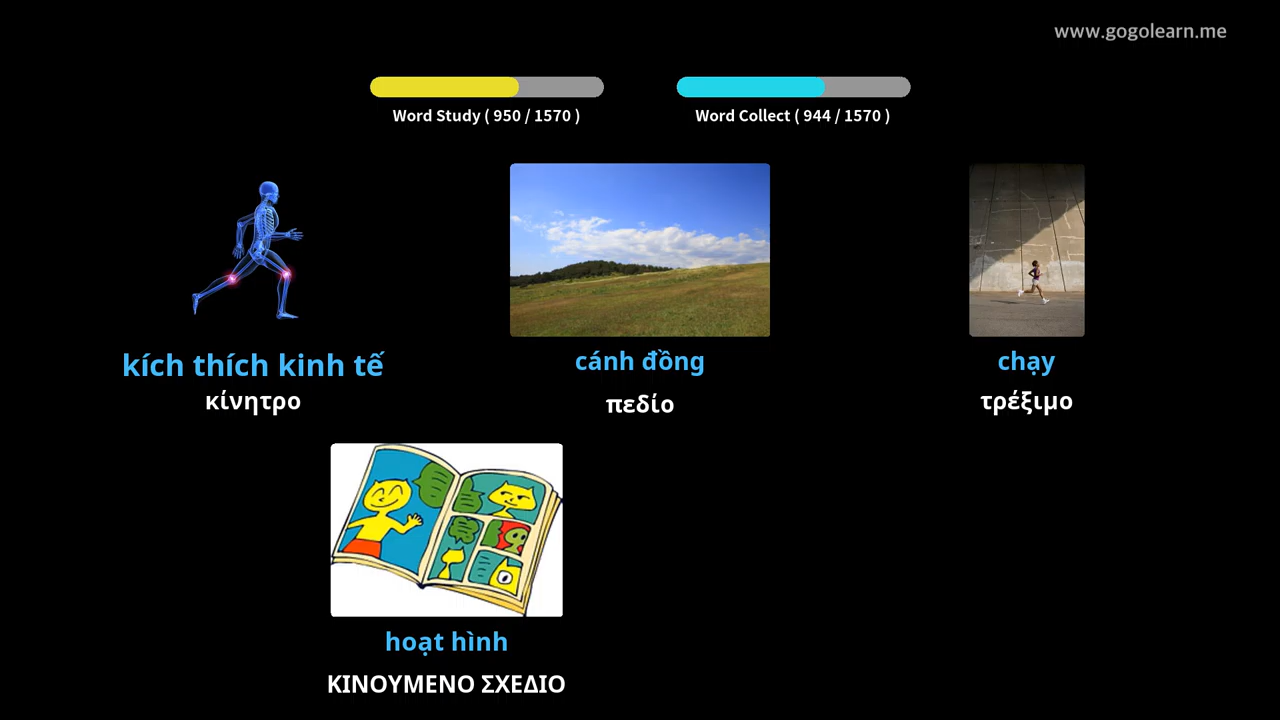 www.gogolearn.me
Word Study ( 950 / 1570 )
Word Collect ( 944 / 1570 )
kích thích kinh tế
κίνητρο
cánh đồng
πεδίο
chạy
τρέξιμο
hoạt hình
ΚΙΝΟΥΜΕΝΟ ΣΧΕΔΙΟ